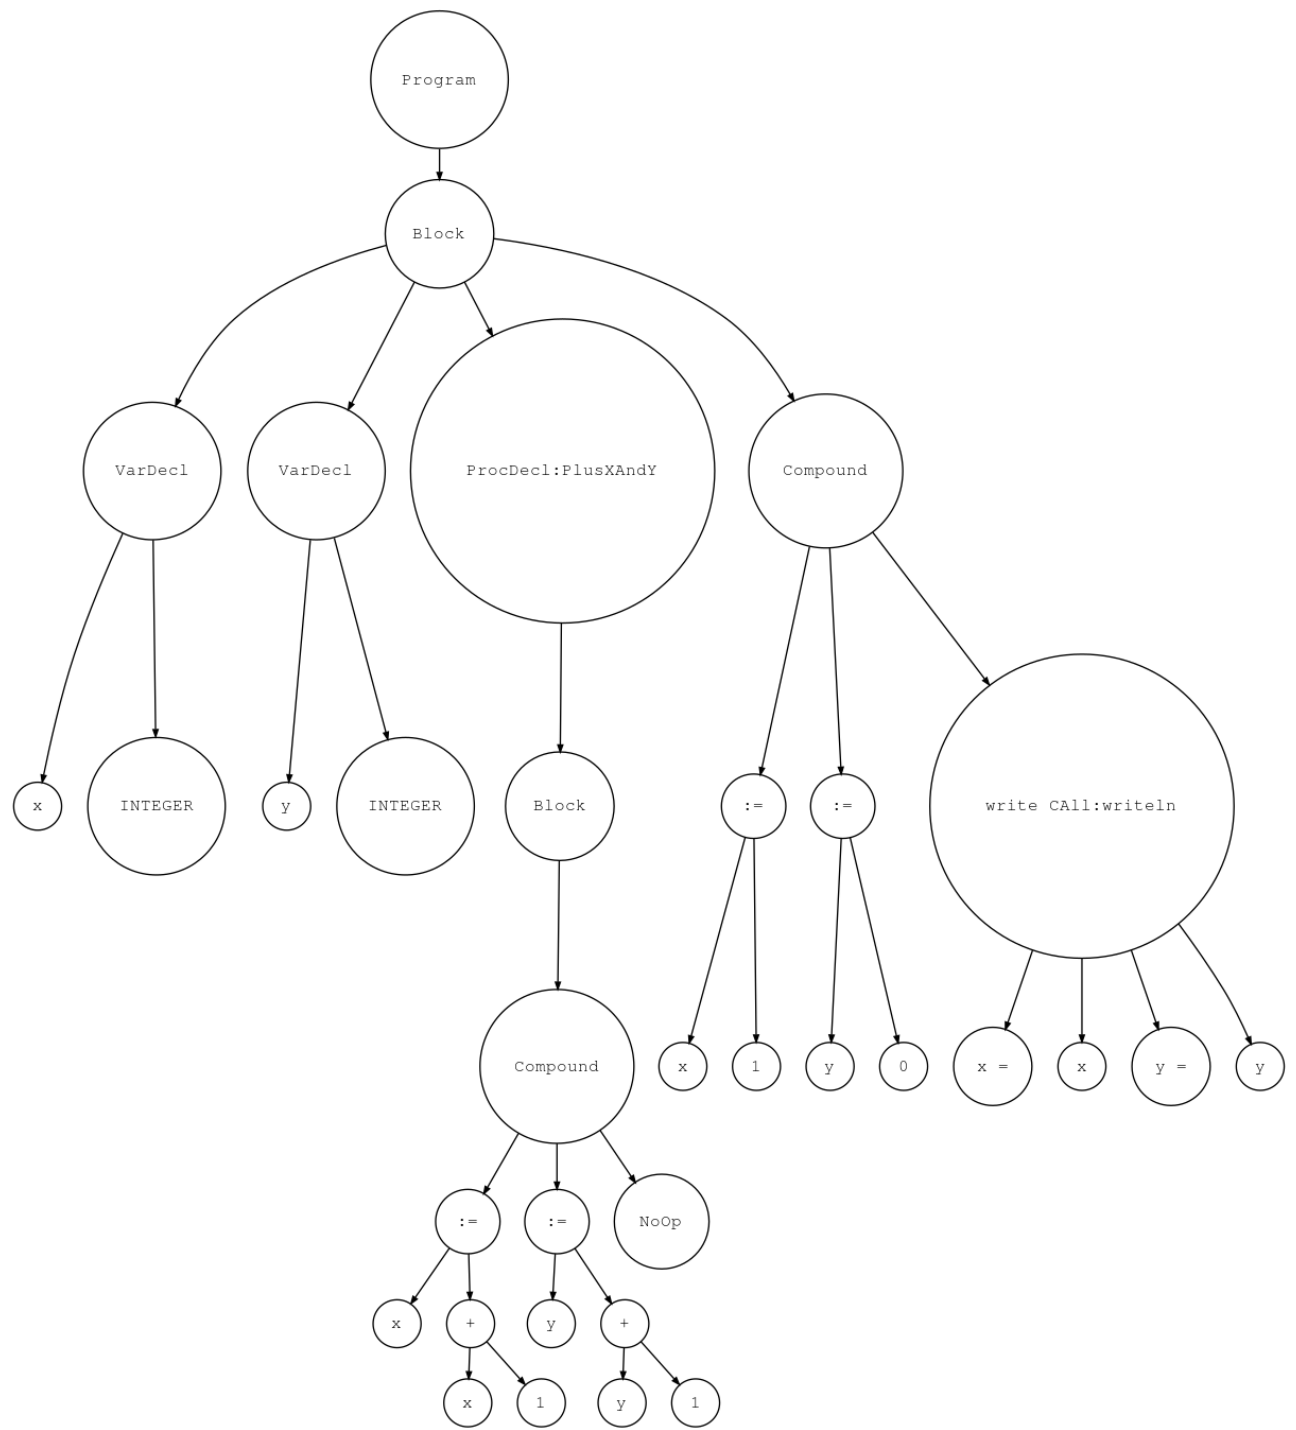 Program
Block
VarDecl
VarDecl
ProcDecl:PlusXAndY
Compound
x
INTEGER
y
INTEGER
Block
:=
:=
write CAll:writeln
Compound
x
1
y
0
x =
x
y =
y
:=
:=
NoOp
x
+
y
+
x
1
y
1